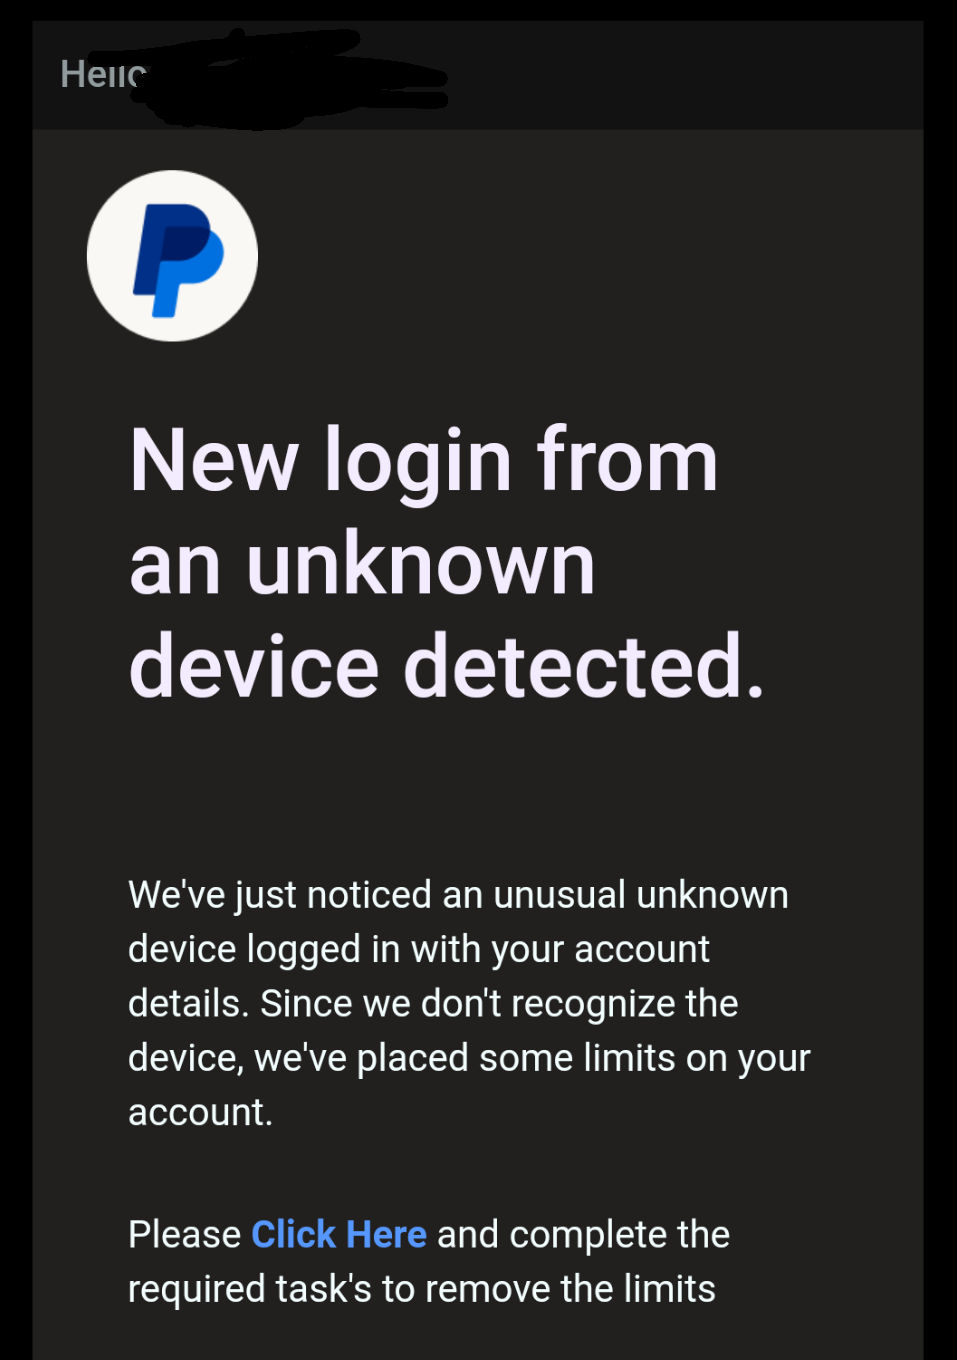 Hello
New login from
an unknown
device detected.
We've just noticed an unusual unknown
device logged in with your account
details. Since we don't recognize the
device, we've placed some limits on your
account.
Please Click Here and complete the
required task's to remove the limits